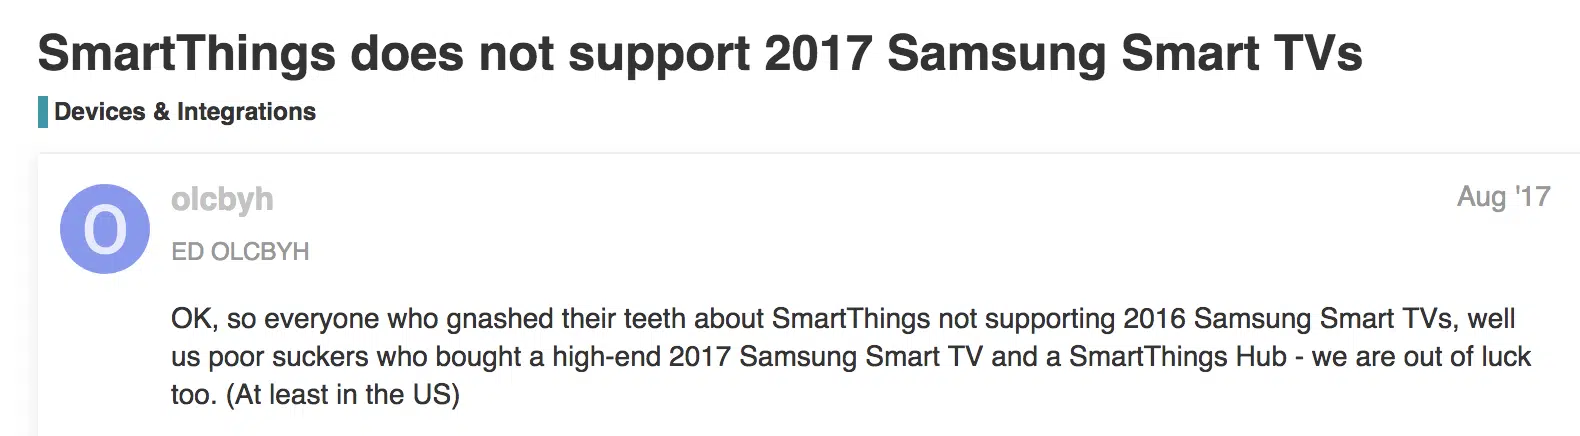 SmartThings does not support 2017 Samsung Smart TVs
Devices & Integrations
O
olcbyh
Aug '17
ED OLCBYH
OK, so everyone who gnashed their teeth about SmartThings not supporting 2016 Samsung Smart TVs, well
us poor suckers who bought a high-end 2017 Samsung Smart TV and a SmartThings Hub - we are out of luck
too. (At least in the US)